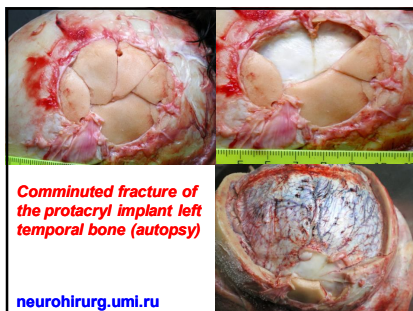 Comminuted fracture of
the protacryl implant left
temporal bone (autopsy)
neurohirurg.umi.ru